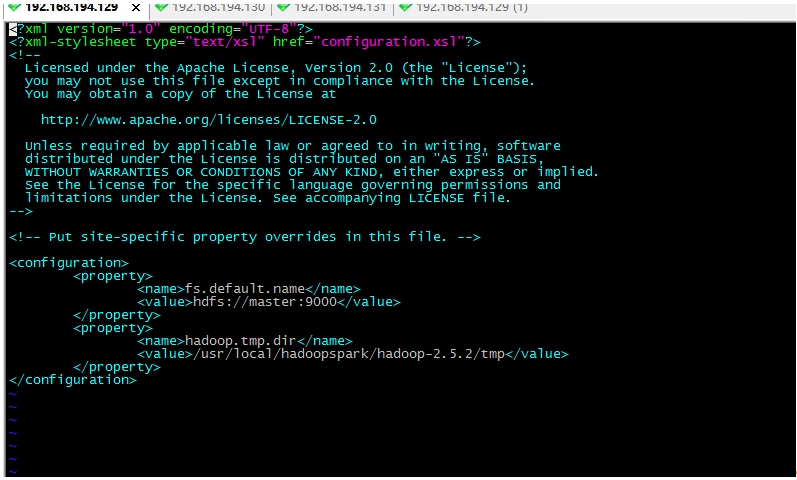 192.168.194.129 × 192.168.194.130 192.168.194.131 192.168.194.129 (1)
<?xml version="1.0" encoding="UTF-8"?>
<?xml-stylesheet type="text/xsl" href="configuration.xsl"?>
<!--
  Licensed under the Apache License, Version 2.0 (the "License");
  you may not use this file except in compliance with the License.
  You may obtain a copy of the License at

    http://www.apache.org/licenses/LICENSE-2.0

  Unless required by applicable law or agreed to in writing, software
  distributed under the License is distributed on an "AS IS" BASIS,
  WITHOUT WARRANTIES OR CONDITIONS OF ANY KIND, either express or implied.
  See the License for the specific language governing permissions and
  limitations under the License. See accompanying LICENSE file.
-->

<!-- Put site-specific property overrides in this file. -->

<configuration>
        <property>
                <name>fs.default.name</name>
                <value>hdfs://master:9000</value>
        </property>
        <property>
                <name>hadoop.tmp.dir</name>
                <value>/usr/local/hadoopspark/hadoop-2.5.2/tmp</value>
        </property>
</configuration>
~
~
~
~
~
~
~